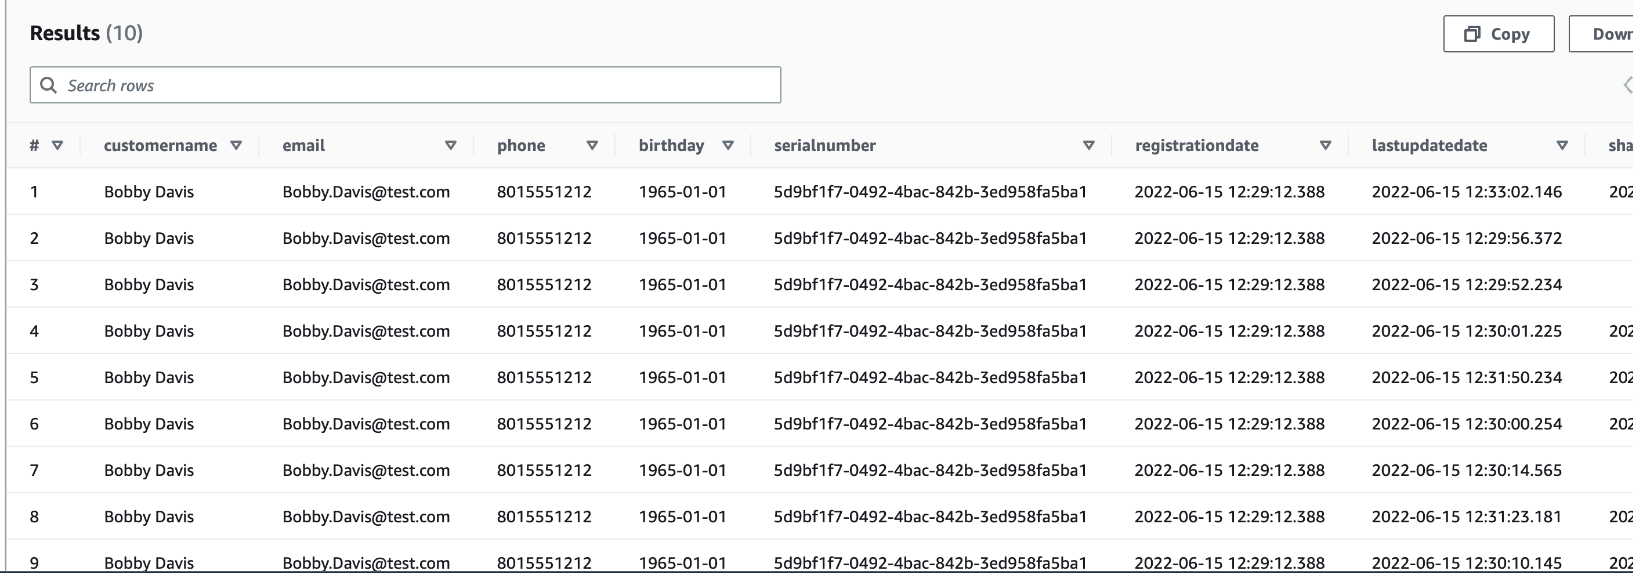 Results (10)
Copy
Down
Search rows
# customername email phone birthday serialnumber registrationdate lastupdatedate sha
1 Bobby Davis Bobby.Davis@test.com 8015551212 1965-01-01 5d9bf1f7-0492-4bac-842b-3ed958fa5ba1 2022-06-15 12:29:12.388 2022-06-15 12:33:02.146 202
2 Bobby Davis Bobby.Davis@test.com 8015551212 1965-01-01 5d9bf1f7-0492-4bac-842b-3ed958fa5ba1 2022-06-15 12:29:12.388 2022-06-15 12:29:56.372
3 Bobby Davis Bobby.Davis@test.com 8015551212 1965-01-01 5d9bf1f7-0492-4bac-842b-3ed958fa5ba1 2022-06-15 12:29:12.388 2022-06-15 12:29:52.234
4 Bobby Davis Bobby.Davis@test.com 8015551212 1965-01-01 5d9bf1f7-0492-4bac-842b-3ed958fa5ba1 2022-06-15 12:29:12.388 2022-06-15 12:30:01.225 202
5 Bobby Davis Bobby.Davis@test.com 8015551212 1965-01-01 5d9bf1f7-0492-4bac-842b-3ed958fa5ba1 2022-06-15 12:29:12.388 2022-06-15 12:31:50.234 202
6 Bobby Davis Bobby.Davis@test.com 8015551212 1965-01-01 5d9bf1f7-0492-4bac-842b-3ed958fa5ba1 2022-06-15 12:29:12.388 2022-06-15 12:30:00.254 202
7 Bobby Davis Bobby.Davis@test.com 8015551212 1965-01-01 5d9bf1f7-0492-4bac-842b-3ed958fa5ba1 2022-06-15 12:29:12.388 2022-06-15 12:30:14.565
8 Bobby Davis Bobby.Davis@test.com 8015551212 1965-01-01 5d9bf1f7-0492-4bac-842b-3ed958fa5ba1 2022-06-15 12:29:12.388 2022-06-15 12:31:23.181 202
9 Bobby Davis Bobby.Davis@test.com 8015551212 1965-01-01 5d9bf1f7-0492-4bac-842b-3ed958fa5ba1 2022-06-15 12:29:12.388 2022-06-15 12:30:10.145 202